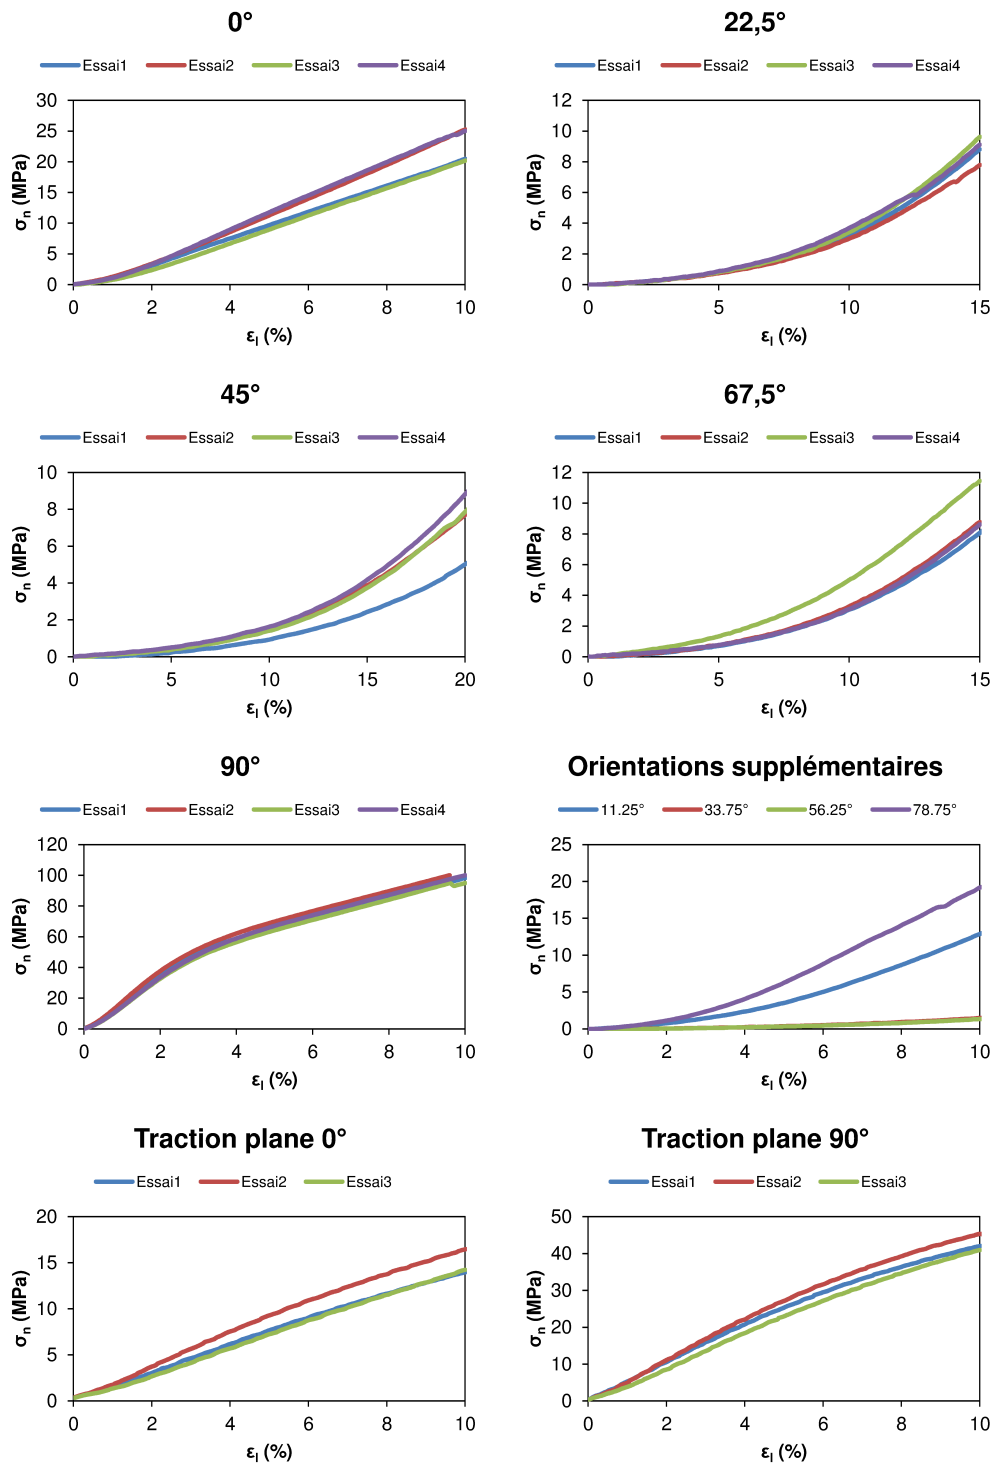 0°
Essai1 Essai2 Essai3 Essai4
30
25
20
15
10
5
0
σn (MPa)
0 2 4 6 8 10
εl (%)
22,5°
Essai1 Essai2 Essai3 Essai4
12
10
8
6
4
2
0
σn (MPa)
0 5 10 15
εl (%)
45°
Essai1 Essai2 Essai3 Essai4
10
8
6
4
2
0
σn (MPa)
0 5 10 15 20
εl (%)
67,5°
Essai1 Essai2 Essai3 Essai4
12
10
8
6
4
2
0
σn (MPa)
0 5 10 15
εl (%)
90°
Essai1 Essai2 Essai3 Essai4
120
100
80
60
40
20
0
σn (MPa)
0 2 4 6 8 10
εl (%)
Orientations supplémentaires
11.25° 33.75° 56.25° 78.75°
25
20
15
10
5
0
σn (MPa)
0 2 4 6 8 10
εl (%)
Traction plane 0°
Essai1 Essai2 Essai3
20
15
10
5
0
σn (MPa)
0 2 4 6 8 10
εl (%)
Traction plane 90°
Essai1 Essai2 Essai3
50
40
30
20
10
0
σn (MPa)
0 2 4 6 8 10
εl (%)